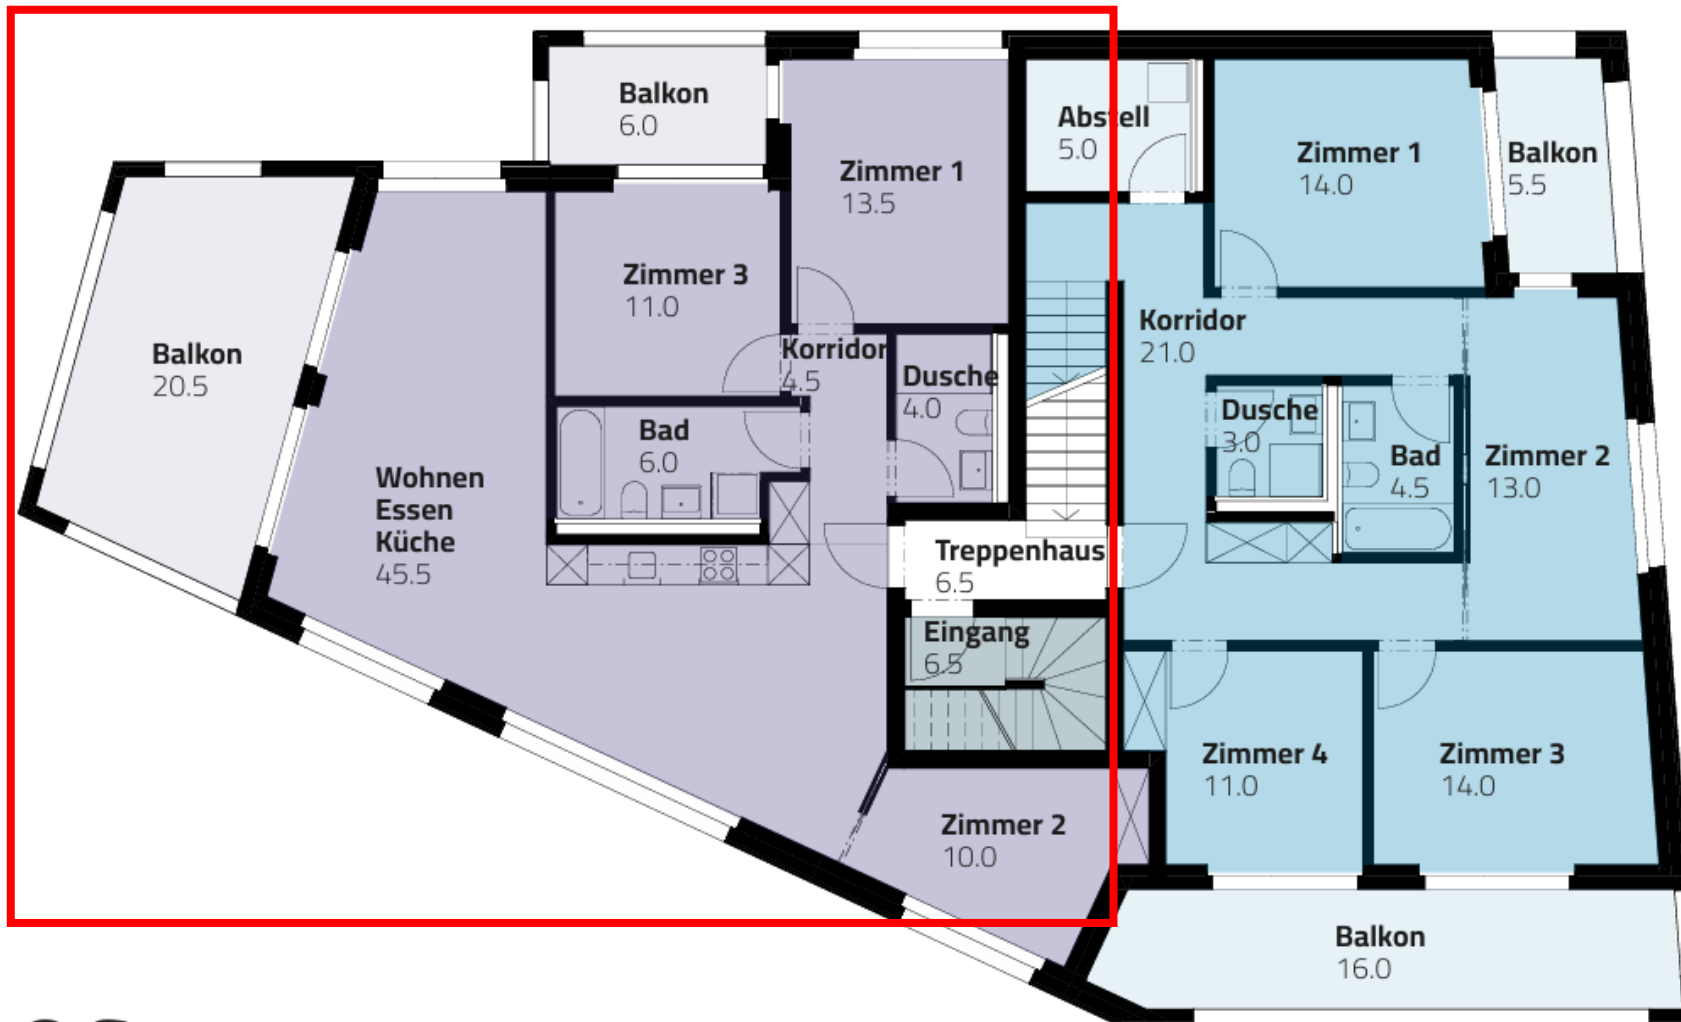 Balkon
6.0
Zimmer 1
13.5
Abstell
5.0
Zimmer 1
14.0
Balkon
5.5
Zimmer 3
11.0
Balkon
20.5
Korridor
4.5
Dusche
4.0
Korridor
21.0
Bad
6.0
Dusche
3.0
Bad
4.5
Zimmer 2
13.0
Wohnen
Essen
Küche
45.5
Treppenhaus
6.5
Eingang
6.5
Zimmer 2
10.0
Zimmer 4
11.0
Zimmer 3
14.0
Balkon
16.0